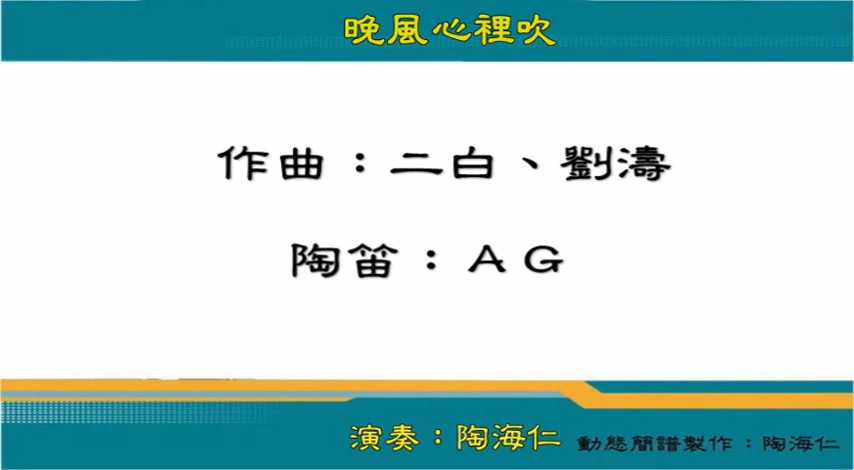 晚風心裡吹
作曲：二白、劉濤
陶笛：ＡＧ
演奏：陶海仁
動態簡譜製作：陶海仁